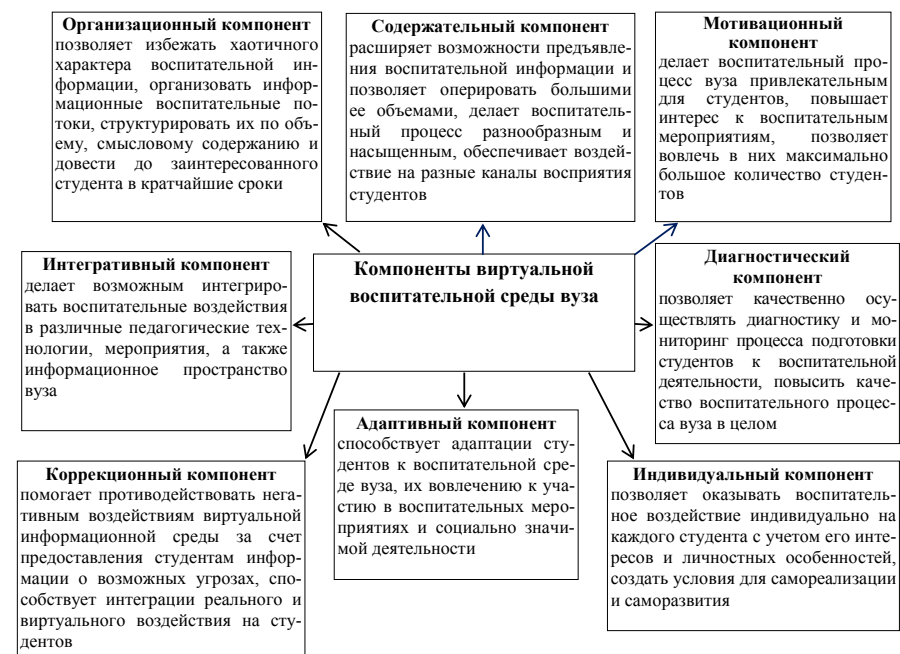 Организационный компонент
позволяет избежать хаотичного
характера воспитательной ин-
формации, организовать инфор-
мационные воспитательные по-
токи, структурировать их по объ-
ему, смысловому содержанию и
довести до заинтересованного
студента в кратчайшие сроки
Содержательный компонент
расширяет возможности предъявле-
ния воспитательной информации и
позволяет оперировать большими
ее объемами, делает воспитатель-
ный процесс разнообразным и
насыщенным, обеспечивает воздей-
ствие на разные каналы восприятия
студентов
Мотивационный
компонент
делает воспитательный про-
цесс вуза привлекательным
для студентов, повышает
интерес к воспитательным
мероприятиям, позволяет
вовлечь в них максимально
большое количество студен-
тов
Интегративный компонент
делает возможным интегриро-
вать воспитательные воздействия
в различные педагогические тех-
нологии, мероприятия, а также
информационное пространство
вуза
Компоненты виртуальной
воспитательной среды вуза
Диагностический
компонент
позволяет качественно осу-
ществлять диагностику и мо-
ниторинг процесса подготовки
студентов к воспитательной
деятельности, повысить каче-
ство воспитательного процес-
са вуза в целом
Коррекционный компонент
помогает противодействовать нега-
тивным воздействиям виртуальной
информационной среды за счет
предоставления студентам инфор-
мации о возможных угрозах, спо-
собствует интеграции реального и
виртуального воздействия на сту-
дентов
Адаптивный компонент
способствует адаптации сту-
дентов к воспитательной сре-
де вуза, их вовлечению к уча-
стию в воспитательных меро-
приятиях и социально значи-
мой деятельности
Индивидуальный компонент
позволяет оказывать воспитатель-
ное воздействие индивидуально на
каждого студента с учетом его инте-
ресов и личностных особенностей,
создать условия для самореализации
и саморазвития